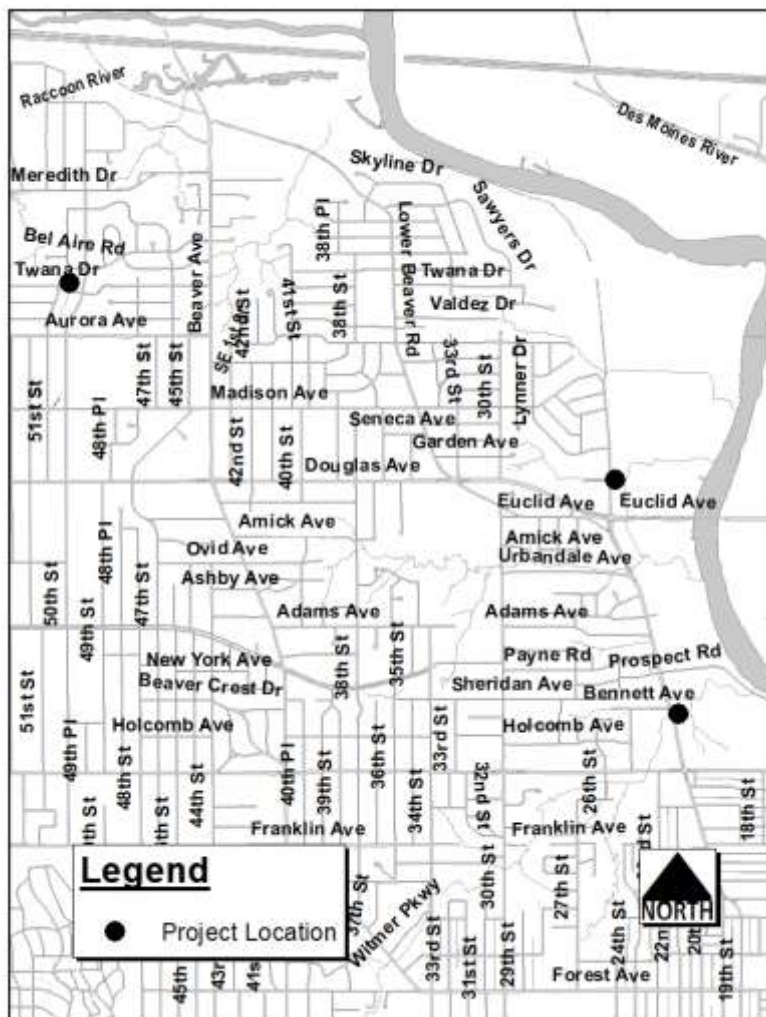 Raccoon River
Des Moines River
Skyline Dr
Meredith Dr
Sawyers Dr
38th Pl
Lower Beaver Rd
Bel Aire Rd
Beaver Ave
Twana Dr
Twana Dr
41st St
42nd St
38th St
Valdez Dr
Aurora Ave
33rd St
30th St
Lynner Dr
47th St
45th St
Madison Ave
51st St
48th Pl
Seneca Ave
42nd St
40th St
Garden Ave
Douglas Ave
Euclid Ave
Euclid Ave
48th Pl
Amick Ave
Amick Ave
Ovid Ave
Urbandale Ave
50th St
49th St
47th St
Ashby Ave
Adams Ave
Adams Ave
38th St
35th St
New York Ave
Payne Rd
Prospect Rd
51st St
Beaver Crest Dr
Sheridan Ave
Bennett Ave
49th Pl
Holcomb Ave
33rd St
Holcomb Ave
48th St
44th St
40th Pl
39th St
36th St
34th St
32nd St
26th St
18th St
Franklin Ave
Franklin Ave
Legend
Project Location
37th St
Witmer Pkwy
30th St
27th St
NORTH
33rd St
31st St
29th St
24th St
19th St
Forest Ave
45th